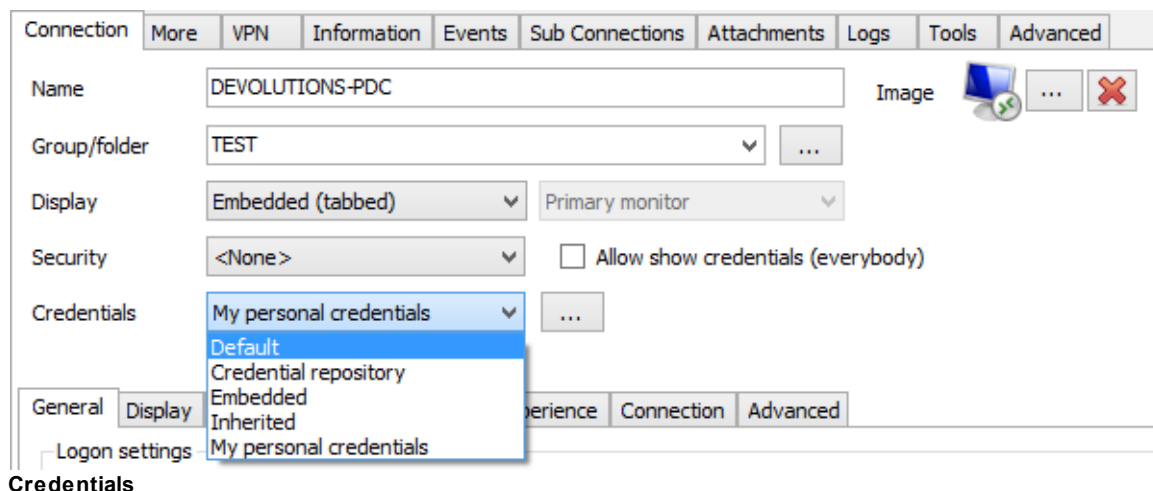 Connection More VPN Information Events Sub Connections Attachments Logs Tools Advanced
Name DEVOLUTIONS-PDC Image ...
Group/folder TEST ...
Display Embedded (tabbed) Primary monitor
Security <None> Allow show credentials (everybody)
Credentials My personal credentials ...
Default
Credential repository
Embedded
Inherited
My personal credentials
General Display perience Connection Advanced
Logon settings
Credentials